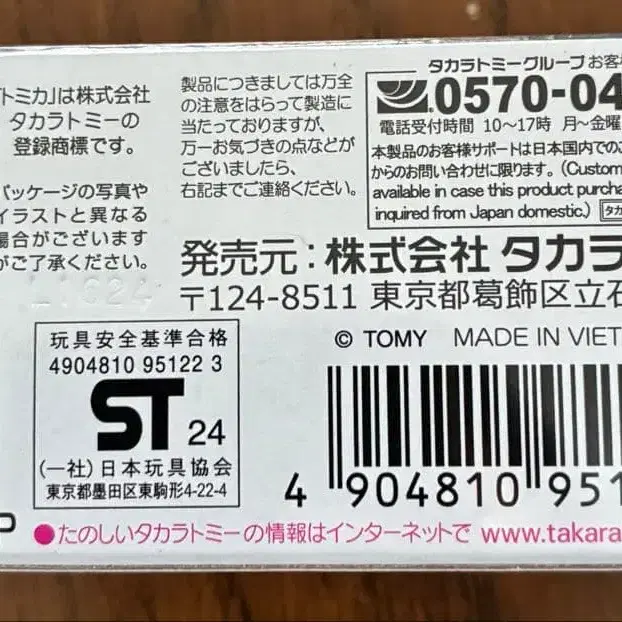 トミカ」は株式会社
タカラトミーの
登録商標です。
パッケージの写真や
イラストと異なる
場合がございます
がご了承ください。
製品につきましては万全
の注意をはらって製造に
当たっておりますが、
万一お気づきの点などが
ございましたら、
右記までご連絡ください。
タカラトミーグループ お客
0570-04
電話受付時間 10～17時 月～金曜
本製品のお客様サポートは日本国内でのご
からのお問い合わせに限ります。(Custom
available in case this product purcha
inquired from Japan domestic.)
発売元：株式会社 タカラ
〒124-8511 東京都葛飾区立石
© TOMY MADE IN VIET
玩具安全基準合格
4904810 95122 3
ST 24
(一社)日本玩具協会
東京都墨田区東駒形4-22-4
4 904810 951
●たのしいタカラトミーの情報はインターネットで www.takara